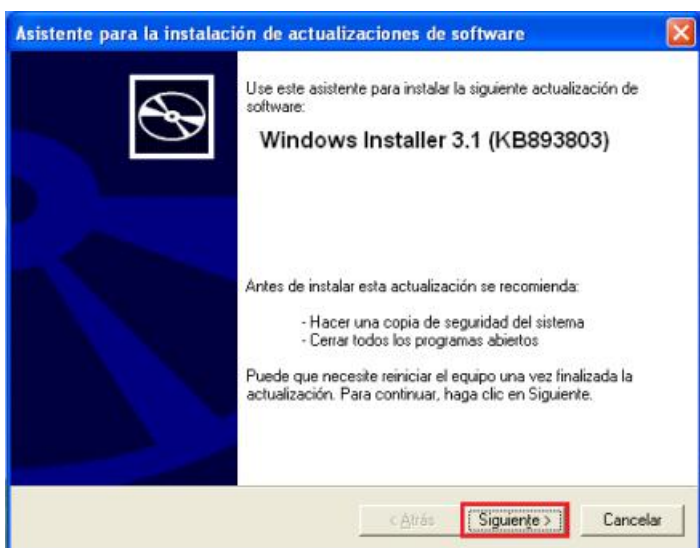 Asistente para la instalación de actualizaciones de software
Use este asistente para instalar la siguiente actualización de
software:
Windows Installer 3.1 (KB893803)
Antes de instalar esta actualización se recomienda:
- Hacer una copia de seguridad del sistema
- Cerrar todos los programas abiertos
Puede que necesite reiniciar el equipo una vez finalizada la
actualización. Para continuar, haga clic en Siguiente.
< Atrás
Siguiente >
Cancelar